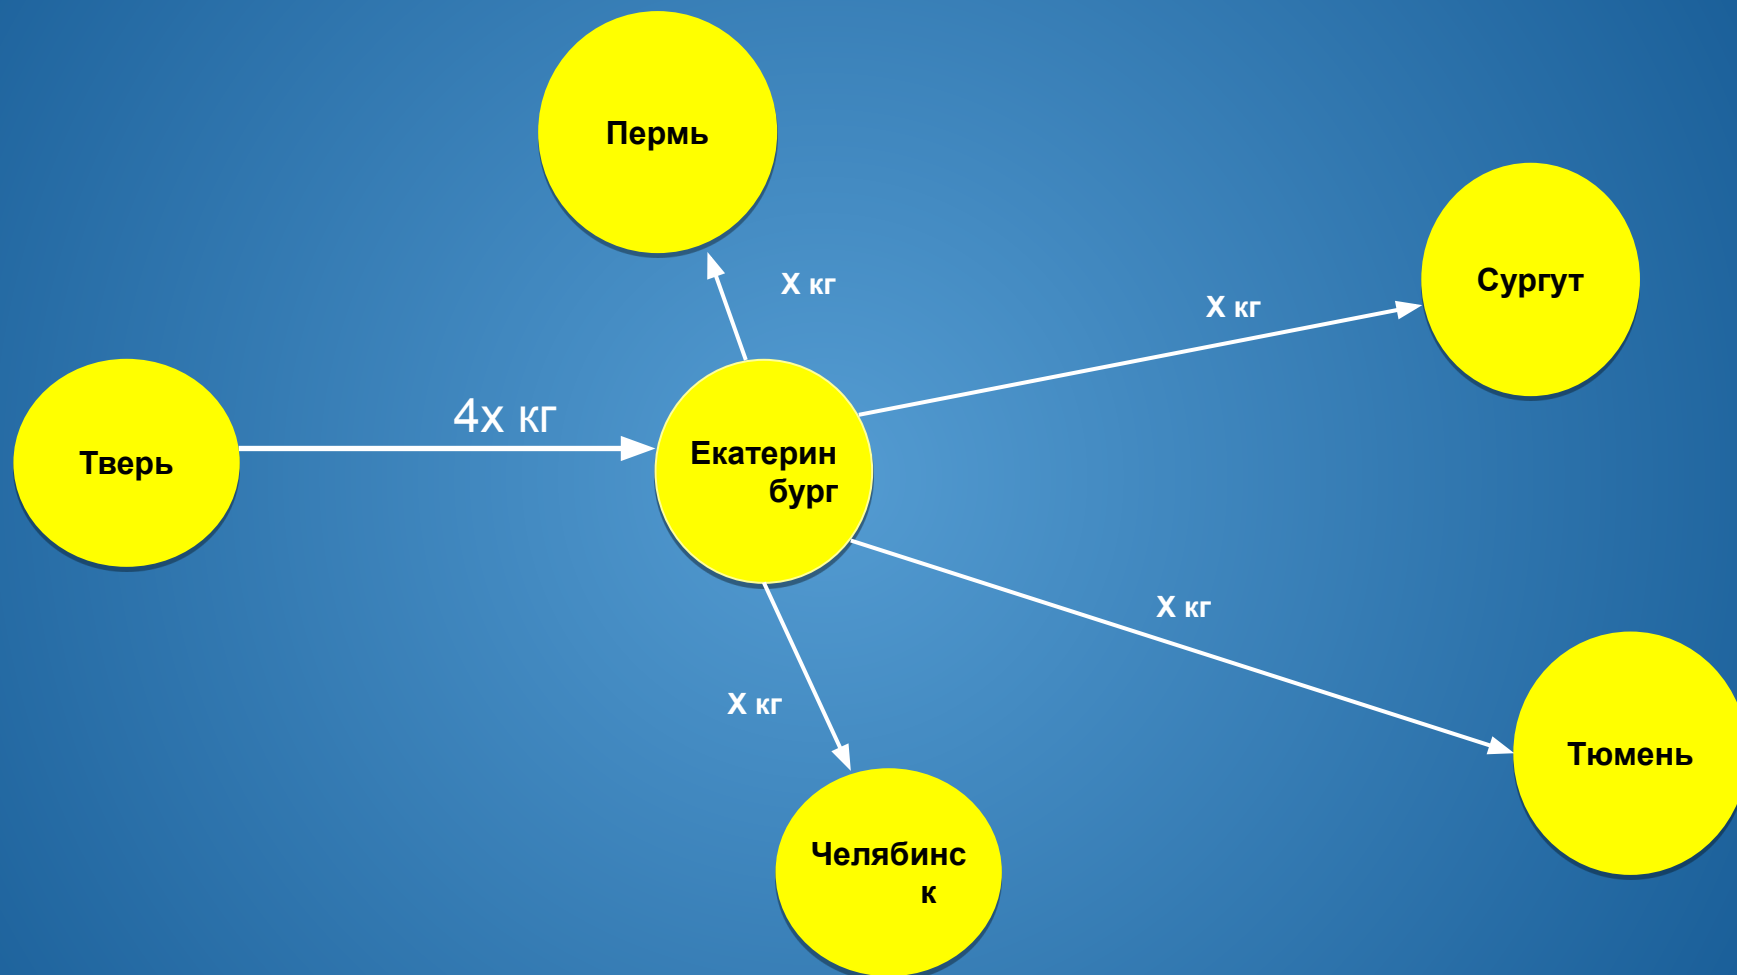 Пермь
Х кг
Сургут
Х кг
4х кг
Тверь
Екатерин
бург
Х кг
Х кг
Тюмень
Челябинс
к